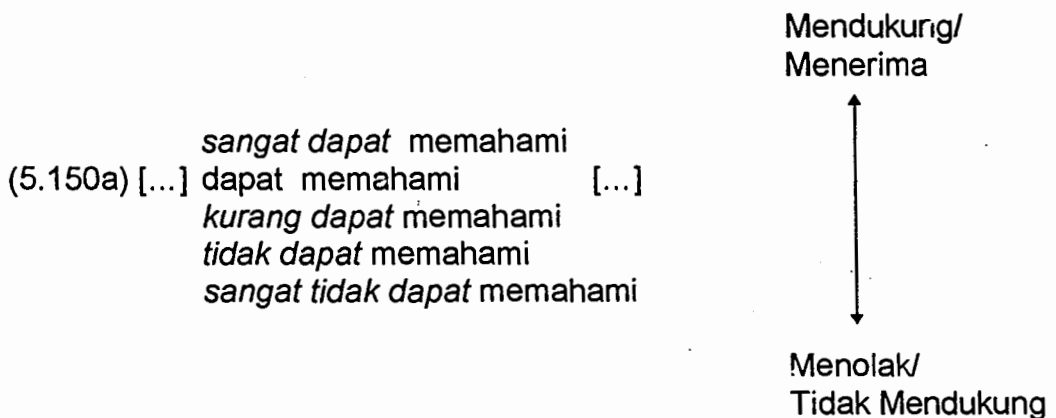 Mendukung/
Menerima
sangat dapat memahami
(5.150a) [...] dapat memahami [...]
kurang dapat memahami
tidak dapat memahami
sangat tidak dapat memahami
Menolak/
Tidak Mendukung